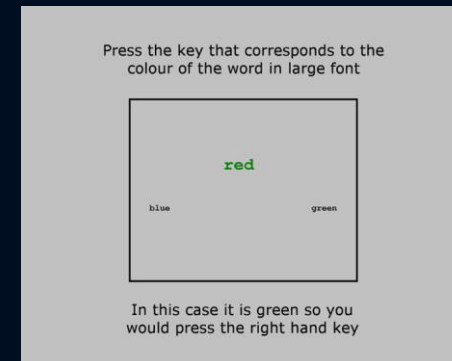 Press the key that corresponds to the
colour of the word in large font
red
blue green
In this case it is green so you
would press the right hand key